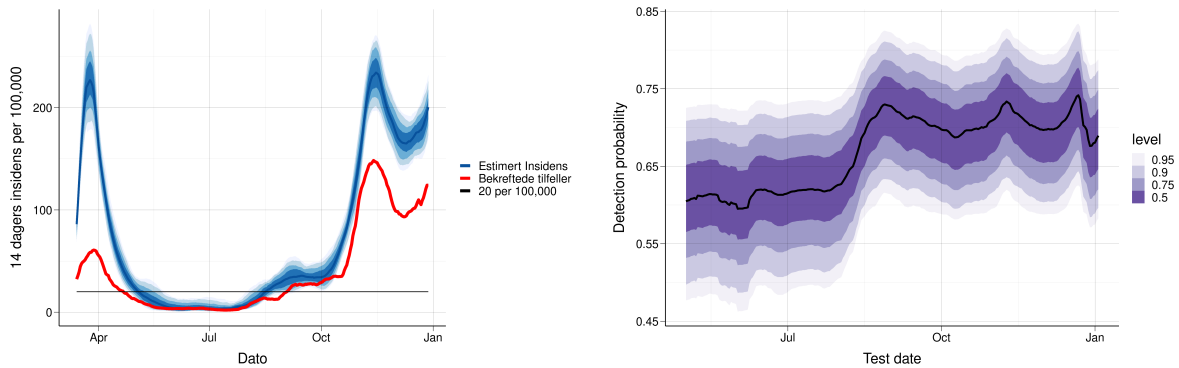 14 dagers insidens per 100,000
200
100
0
Apr
Jul
Oct
Jan
Dato
Estimert Insidens
Bekreftede tilfeller
20 per 100,000
Detection probability
0.85
0.75
0.65
0.55
0.45
Jul
Oct
Jan
Test date
level
0.95
0.9
0.75
0.5